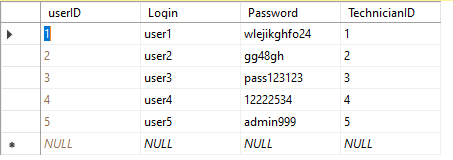 userID Login Password TechnicianID
1 user1 wlejikghfo24 1
2 user2 gg48gh 2
3 user3 pass123123 3
4 user4 12222534 4
5 user5 admin999 5
NULL NULL NULL NULL